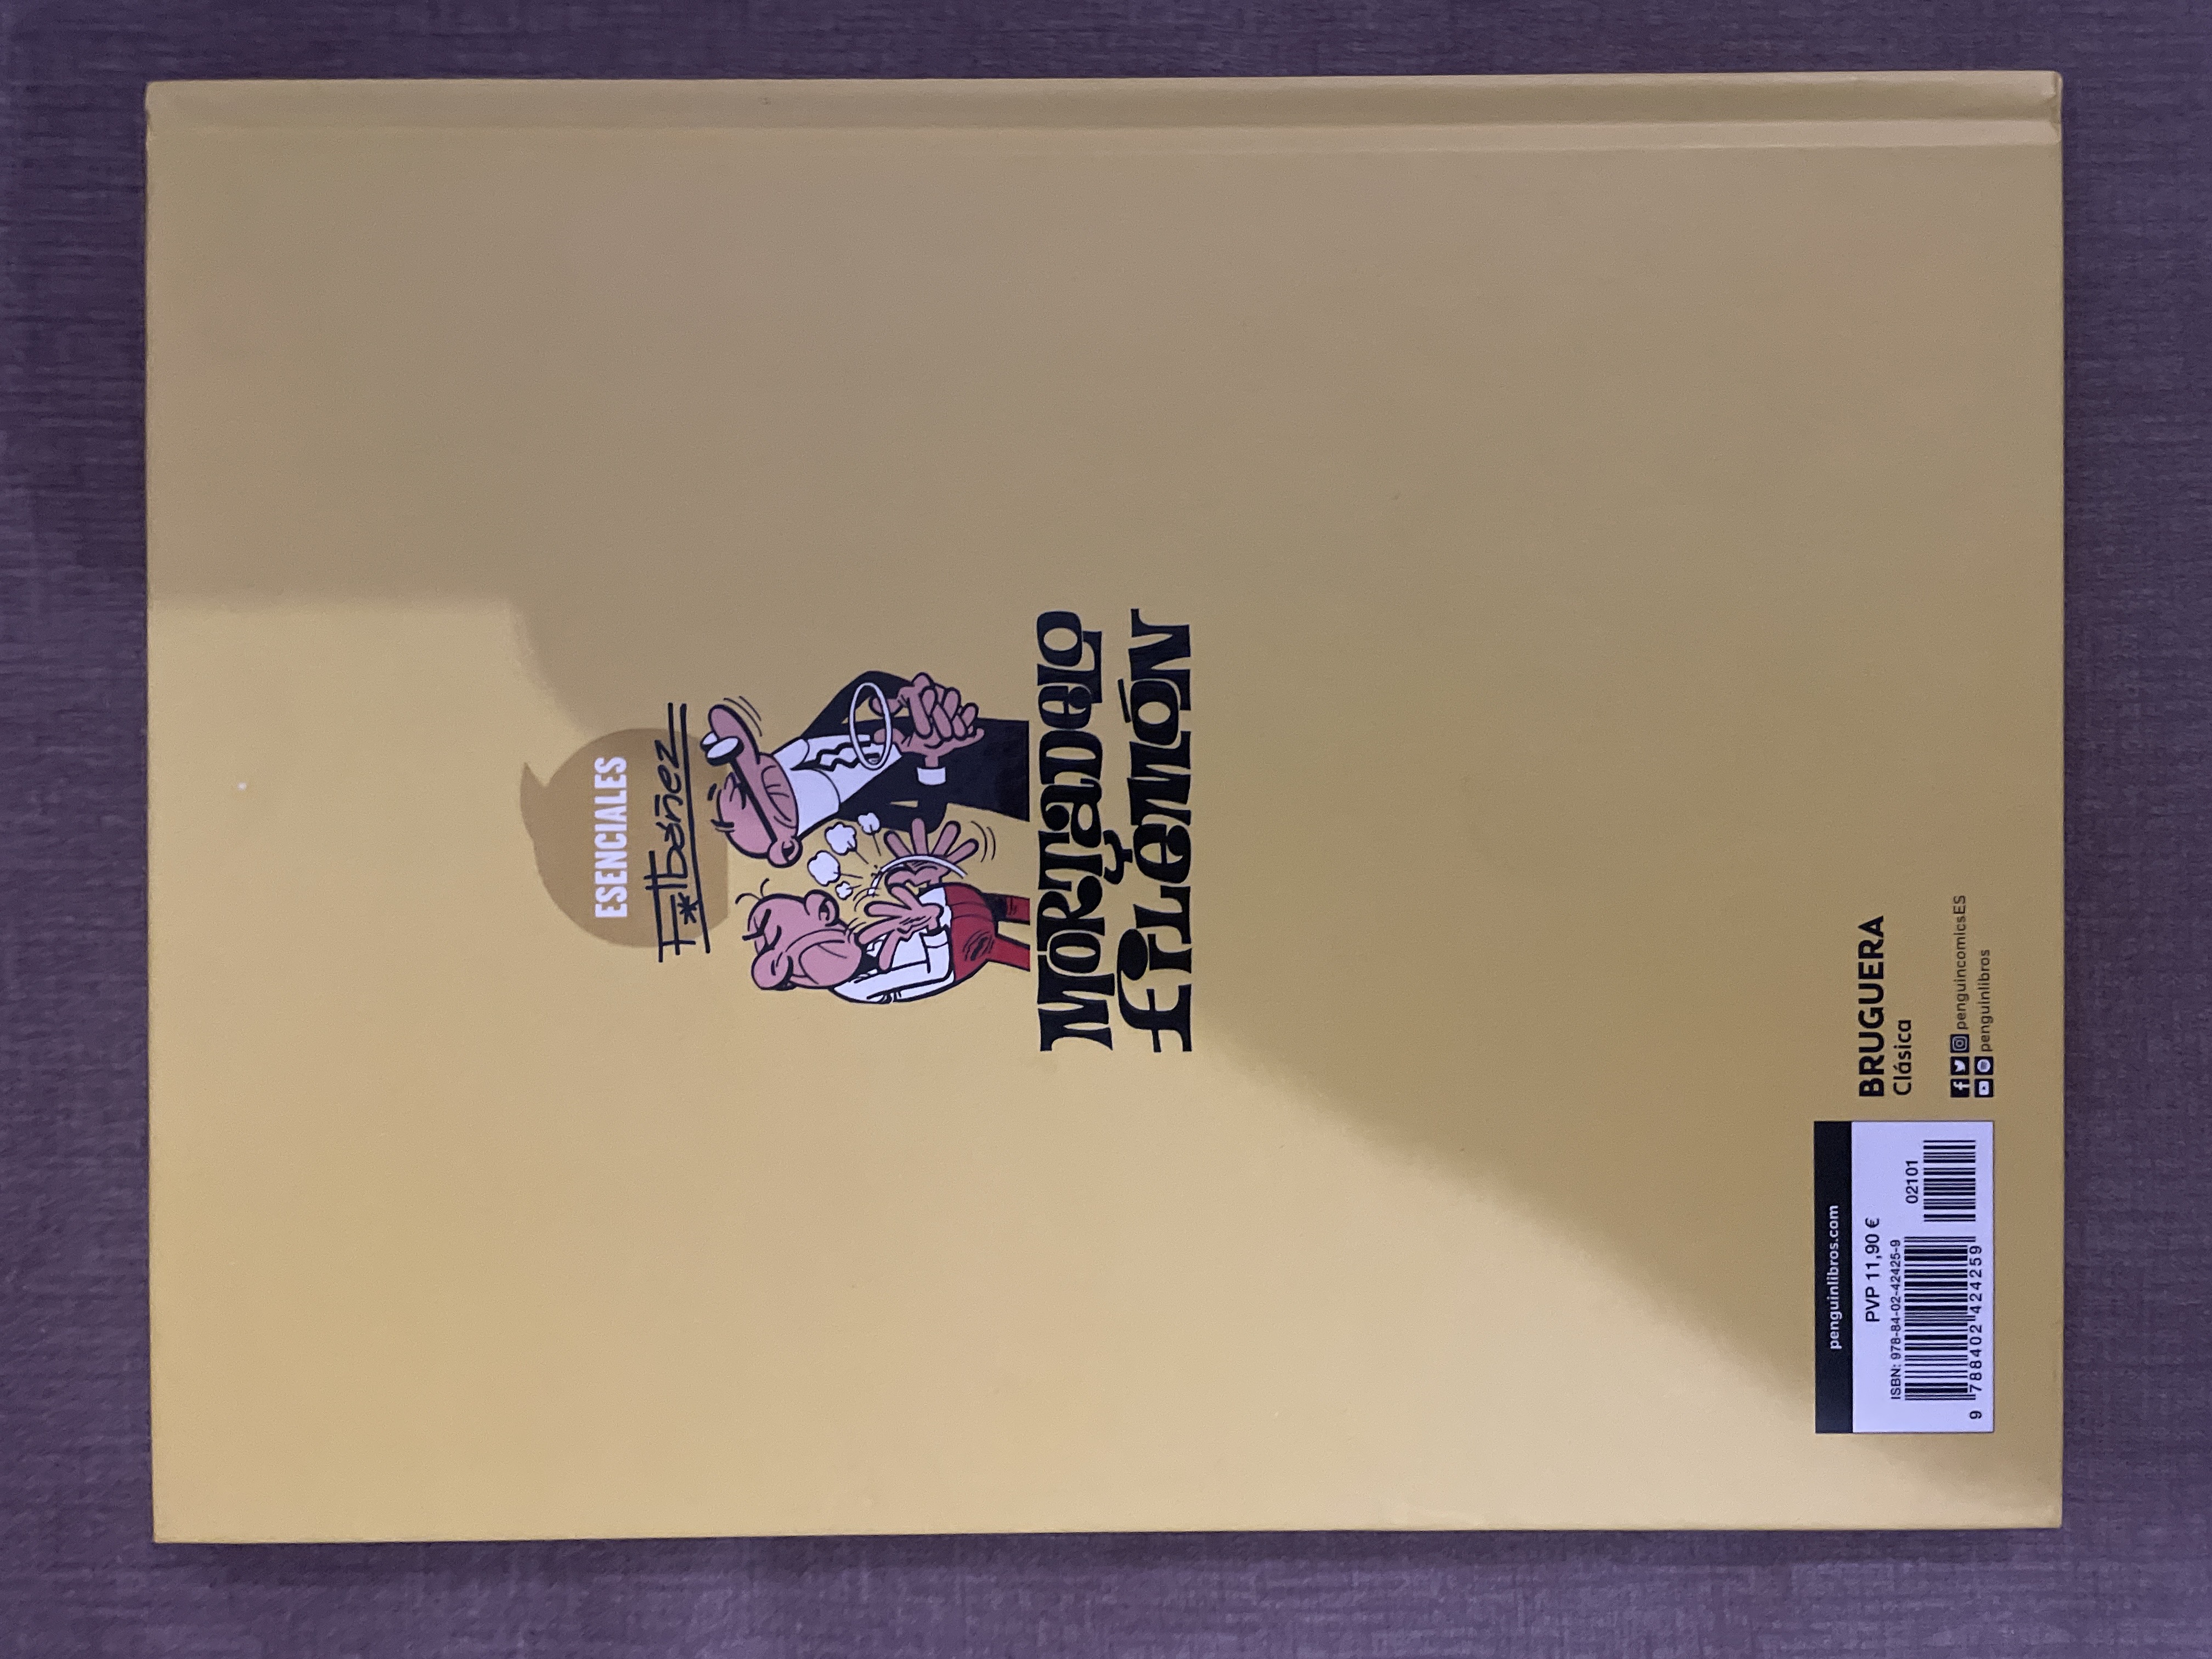 ESENCIALES
F. Ibáñez
MORTADELO
Y
FILEMÓN
penguinlibros.com
PVP 11,90 €
ISBN: 978-84-02-42425-9
02101
9 788402 424259
BRUGUERA
Clásica
penguincomicsES
penguinlibros